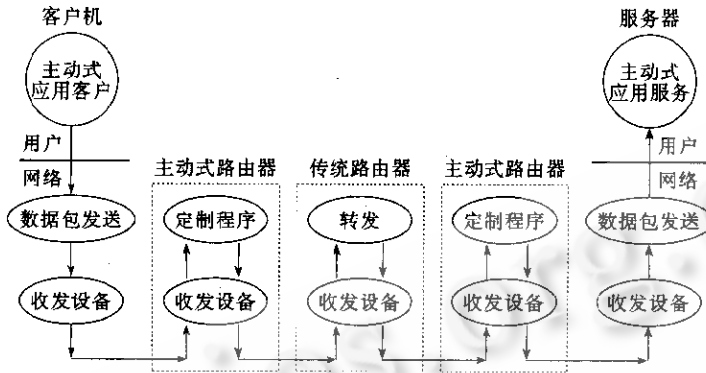 客户机
服务器
主动式
应用客户
主动式
应用服务
用户
网络
用户
网络
主动式路由器
传统路由器
主动式路由器
数据包发送
定制程序
转发
定制程序
数据包发送
收发设备
收发设备
收发设备
收发设备
收发设备